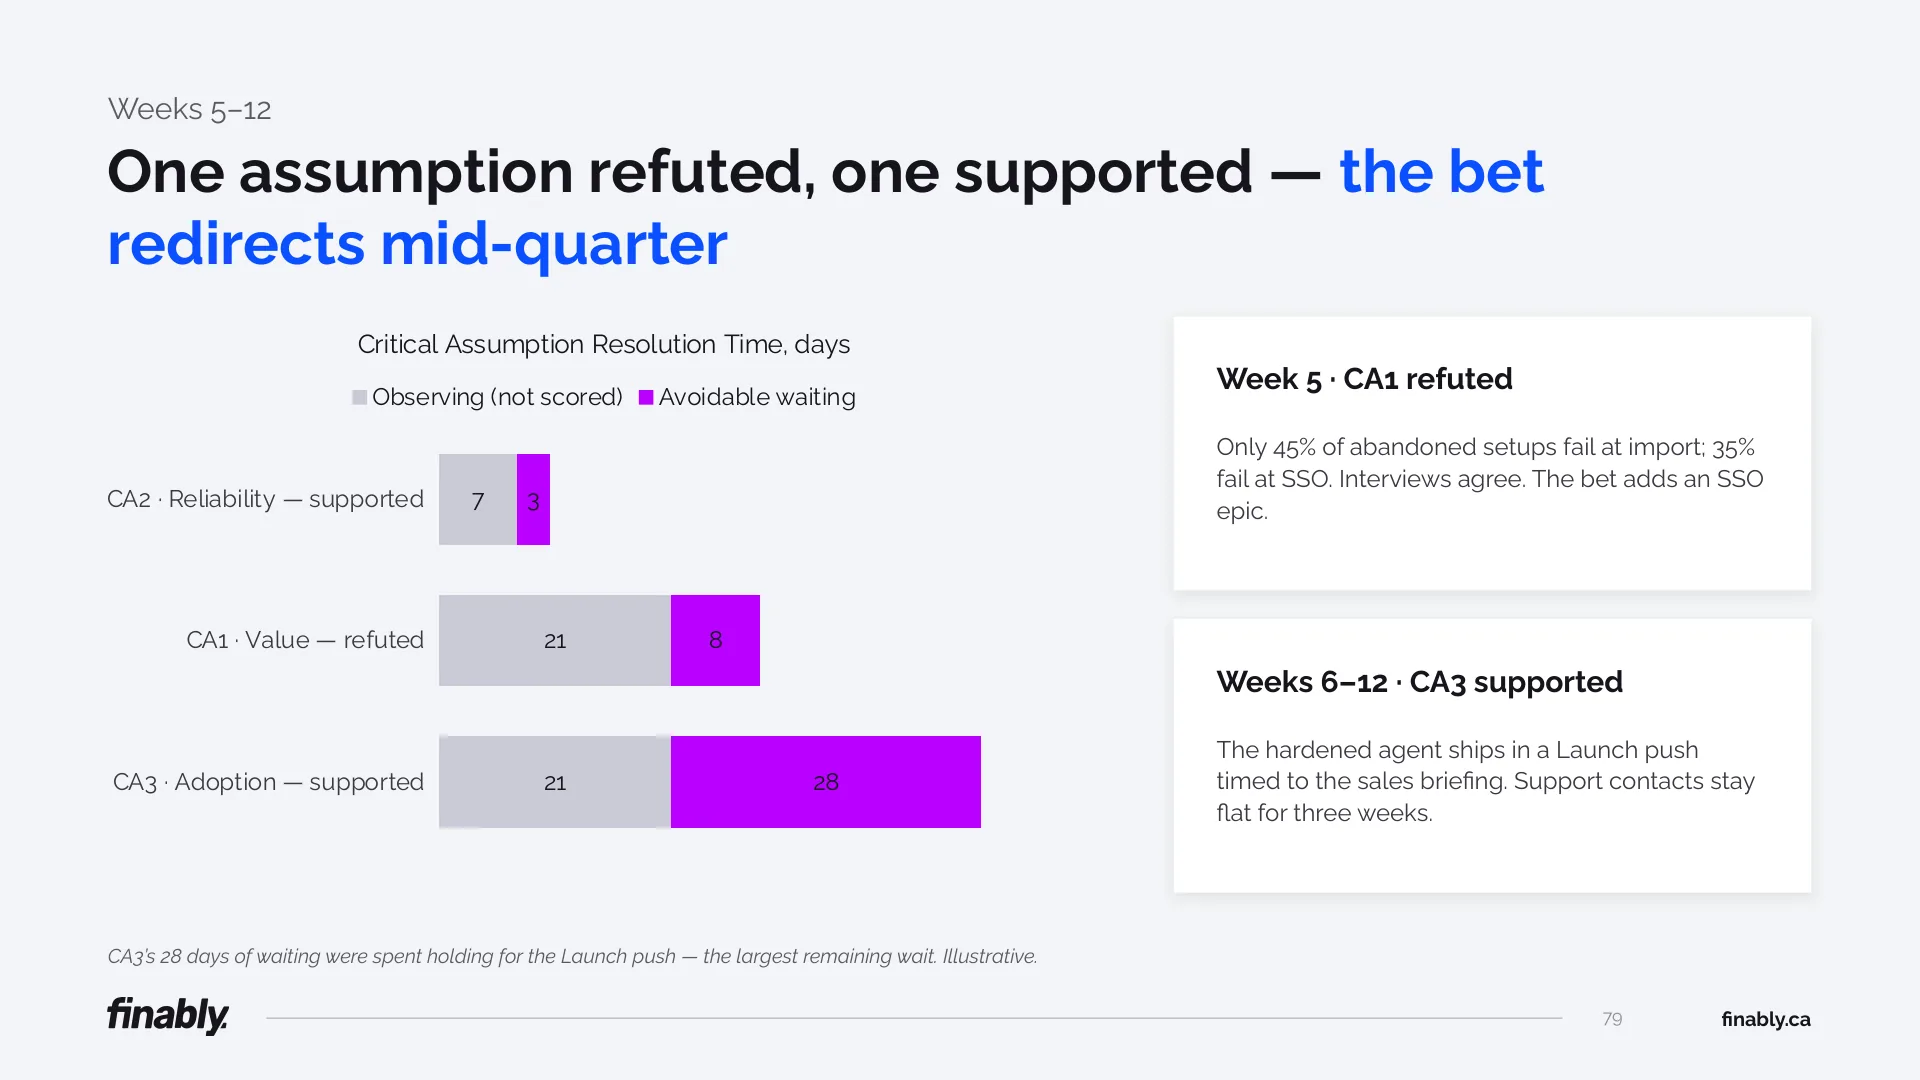 Weeks 5–12
One assumption refuted, one supported — the bet
redirects mid-quarter
Critical Assumption Resolution Time, days
Observing (not scored) Avoidable waiting
CA2 · Reliability — supported 7 3
CA1 · Value — refuted 21 8
CA3 · Adoption — supported 21 28
Week 5 · CA1 refuted
Only 45% of abandoned setups fail at import; 35%
fail at SSO. Interviews agree. The bet adds an SSO
epic.
Weeks 6–12 · CA3 supported
The hardened agent ships in a Launch push
timed to the sales briefing. Support contacts stay
flat for three weeks.
CA3’s 28 days of waiting were spent holding for the Launch push — the largest remaining wait. Illustrative.
finably. 79 finably.ca